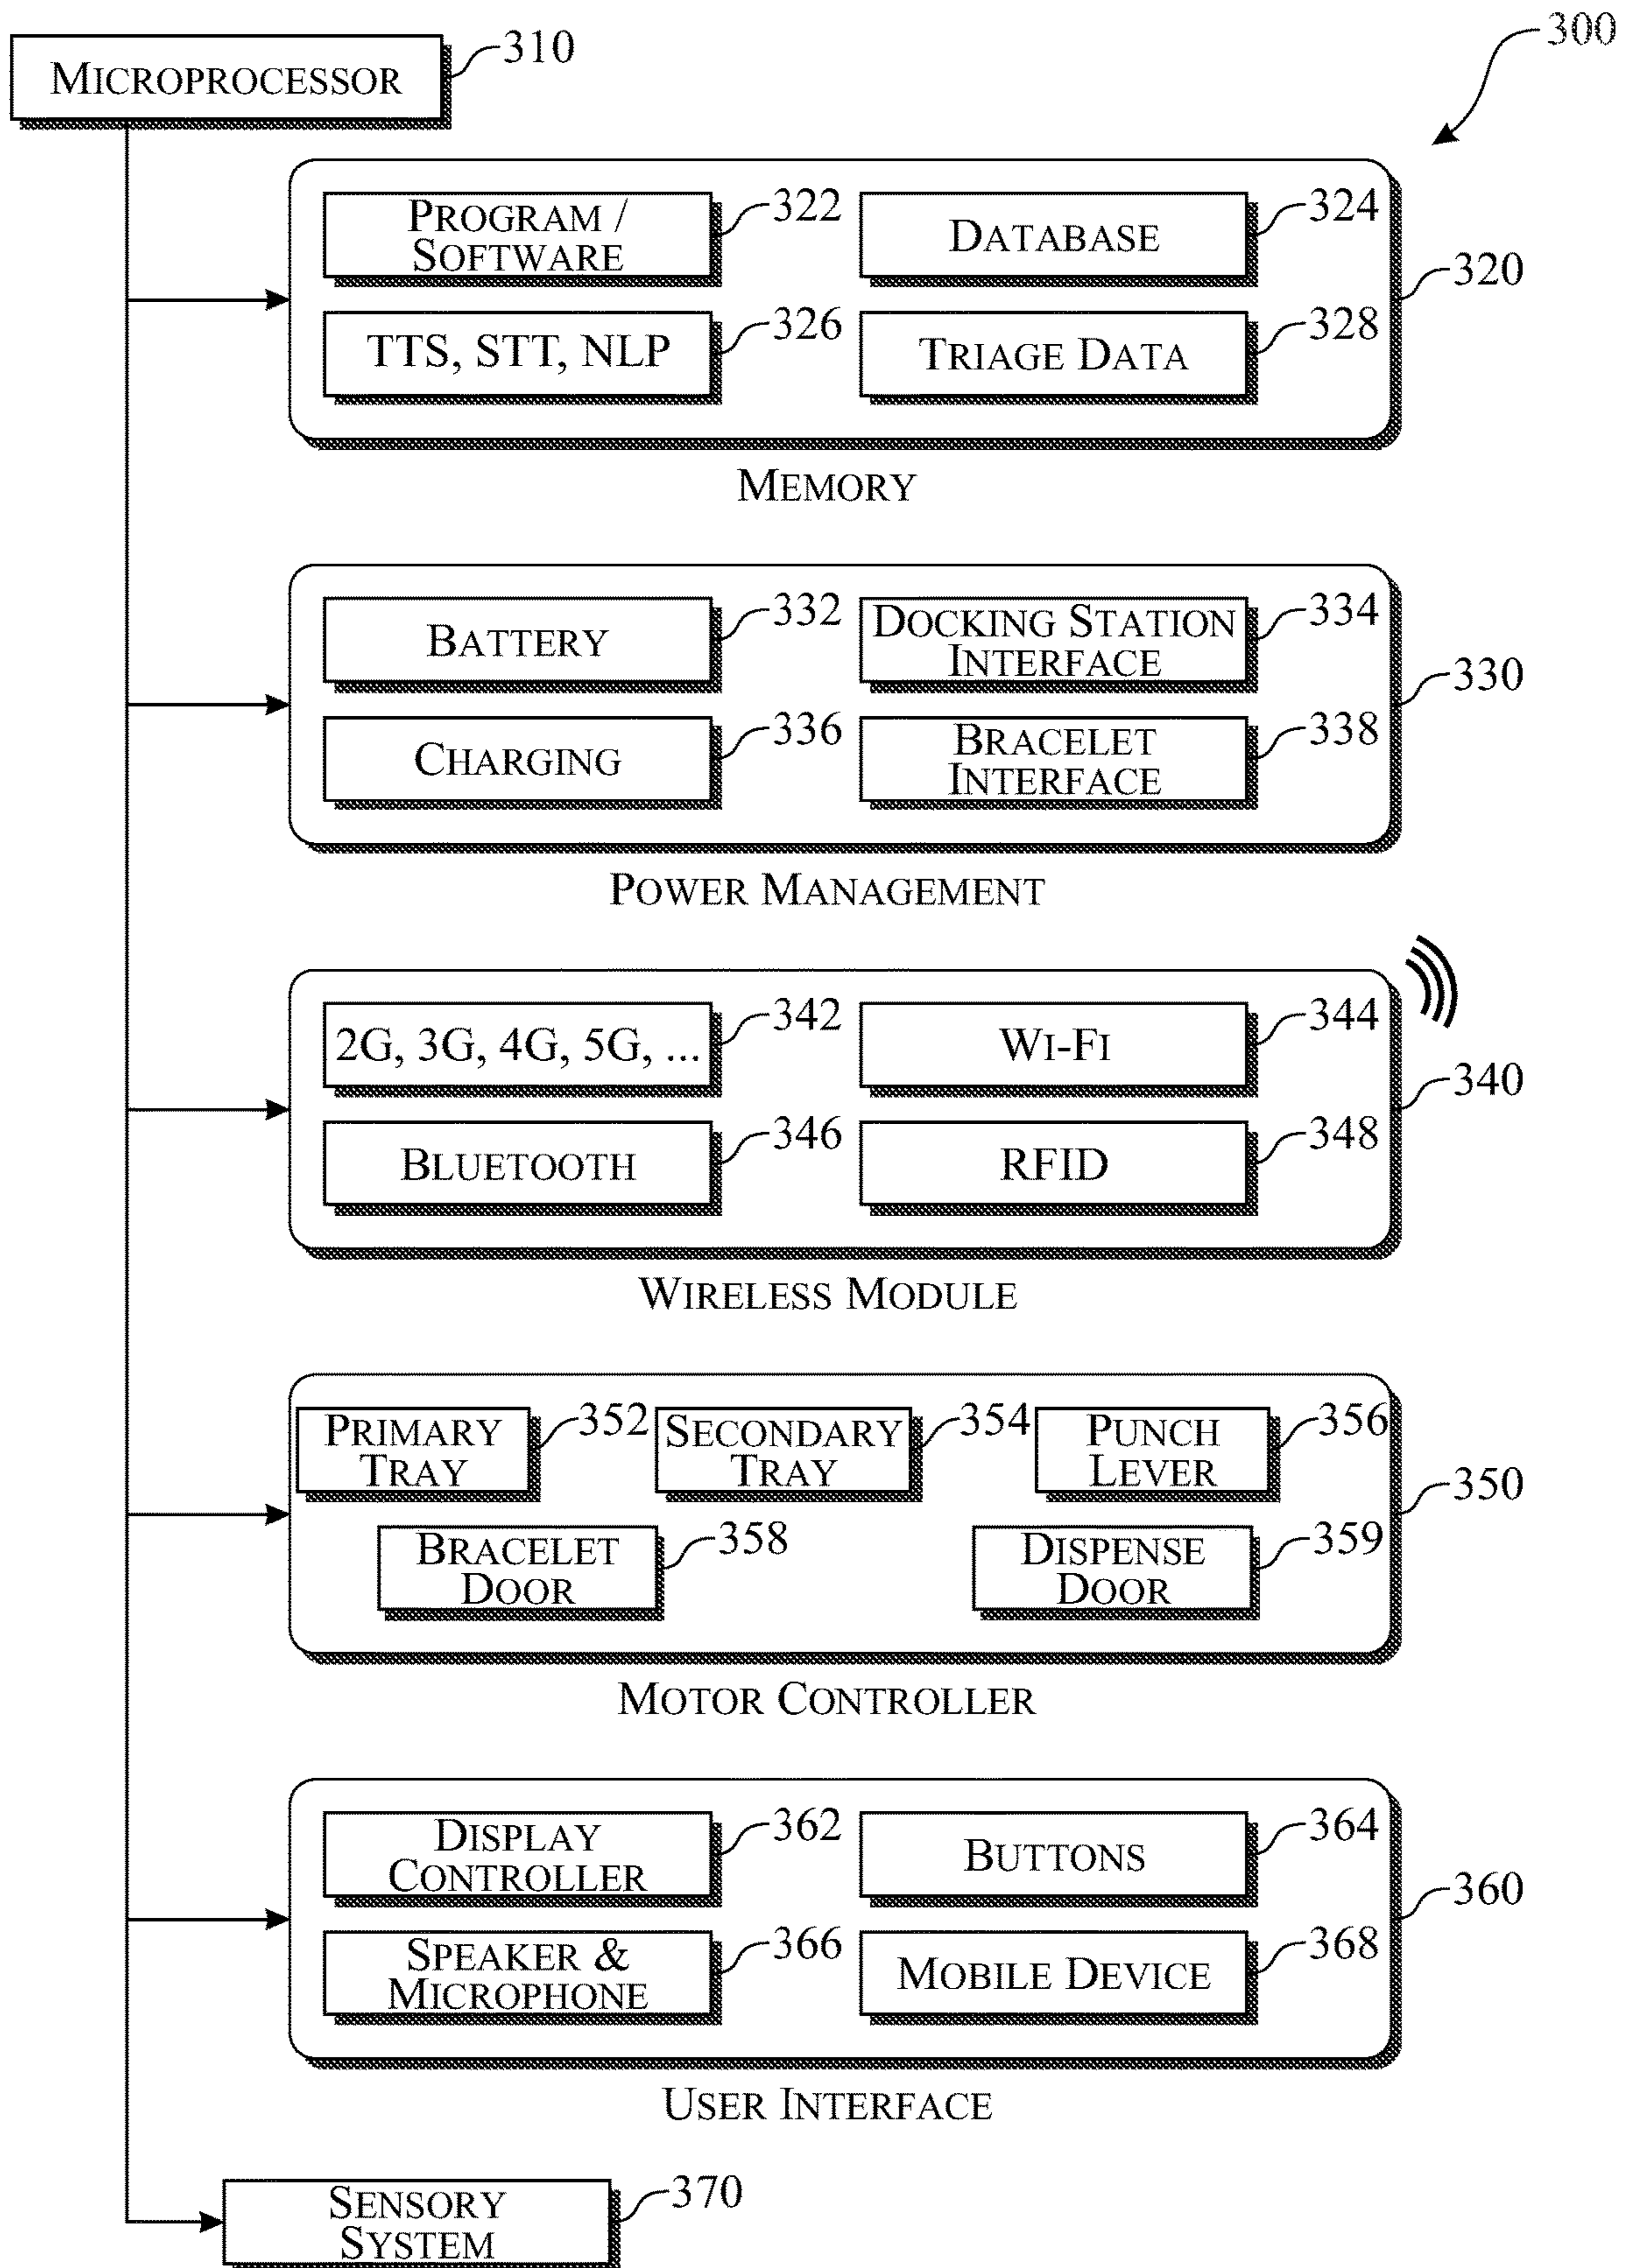 300
MICROPROCESSOR 310
PROGRAM / SOFTWARE 322
DATABASE 324
320
TTS, STT, NLP 326
TRIAGE DATA 328
MEMORY
BATTERY 332
DOCKING STATION INTERFACE 334
330
CHARGING 336
BRACELET INTERFACE 338
POWER MANAGEMENT
2G, 3G, 4G, 5G, ... 342
WI-FI 344
340
BLUETOOTH 346
RFID 348
WIRELESS MODULE
PRIMARY TRAY 352
SECONDARY TRAY 354
PUNCH LEVER 356
350
BRACELET DOOR 358
DISPENSE DOOR 359
MOTOR CONTROLLER
DISPLAY CONTROLLER 362
BUTTONS 364
360
SPEAKER & MICROPHONE 366
MOBILE DEVICE 368
USER INTERFACE
SENSORY SYSTEM 370